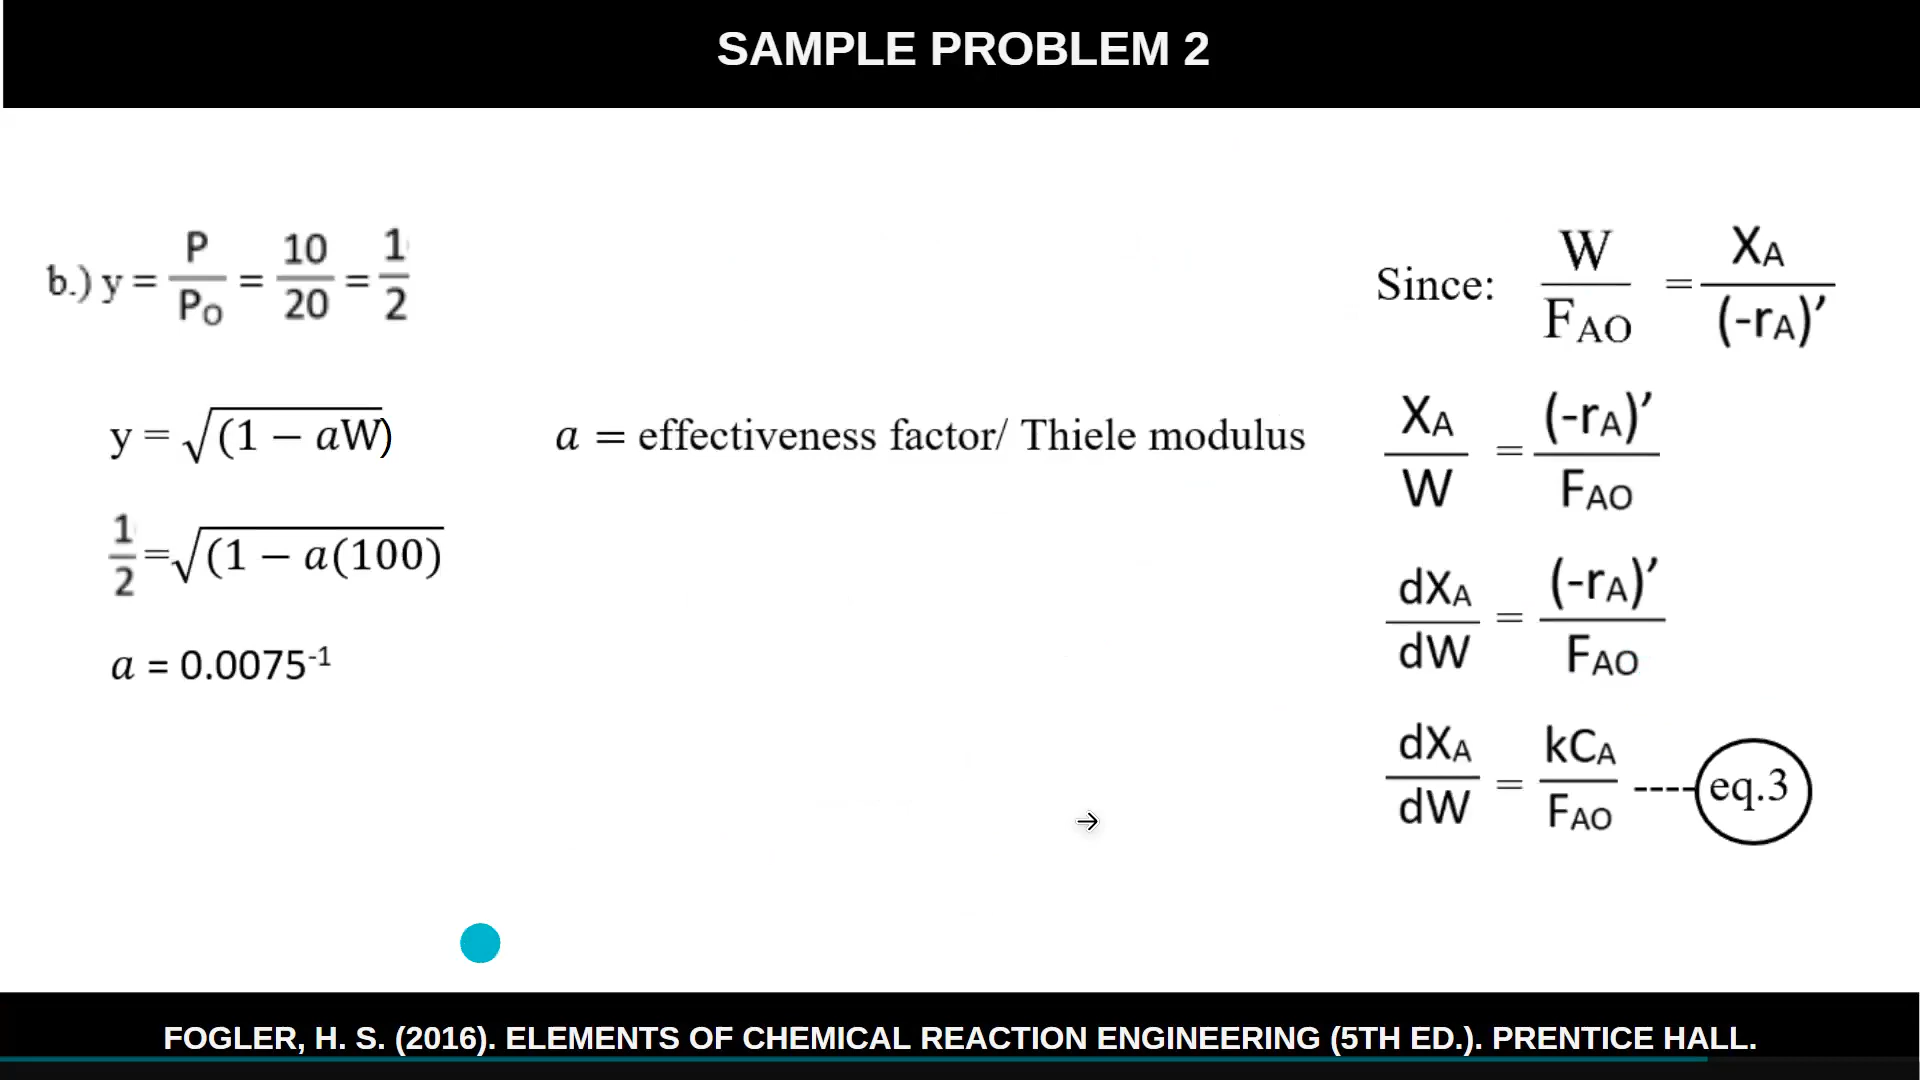 SAMPLE PROBLEM 2
b.) y = P/PO = 10/20 = 1/2
y = √(1 − aW)
a = effectiveness factor/ Thiele modulus
1/2 =√(1 − a(100)
a = 0.0075-1
Since: W/FAO = XA/(-rA)’
XA/W = (-rA)’/FAO
dXA/dW = (-rA)’/FAO
dXA/dW = kCA/FAO ---- eq.3
FOGLER, H. S. (2016). ELEMENTS OF CHEMICAL REACTION ENGINEERING (5TH ED.). PRENTICE HALL.